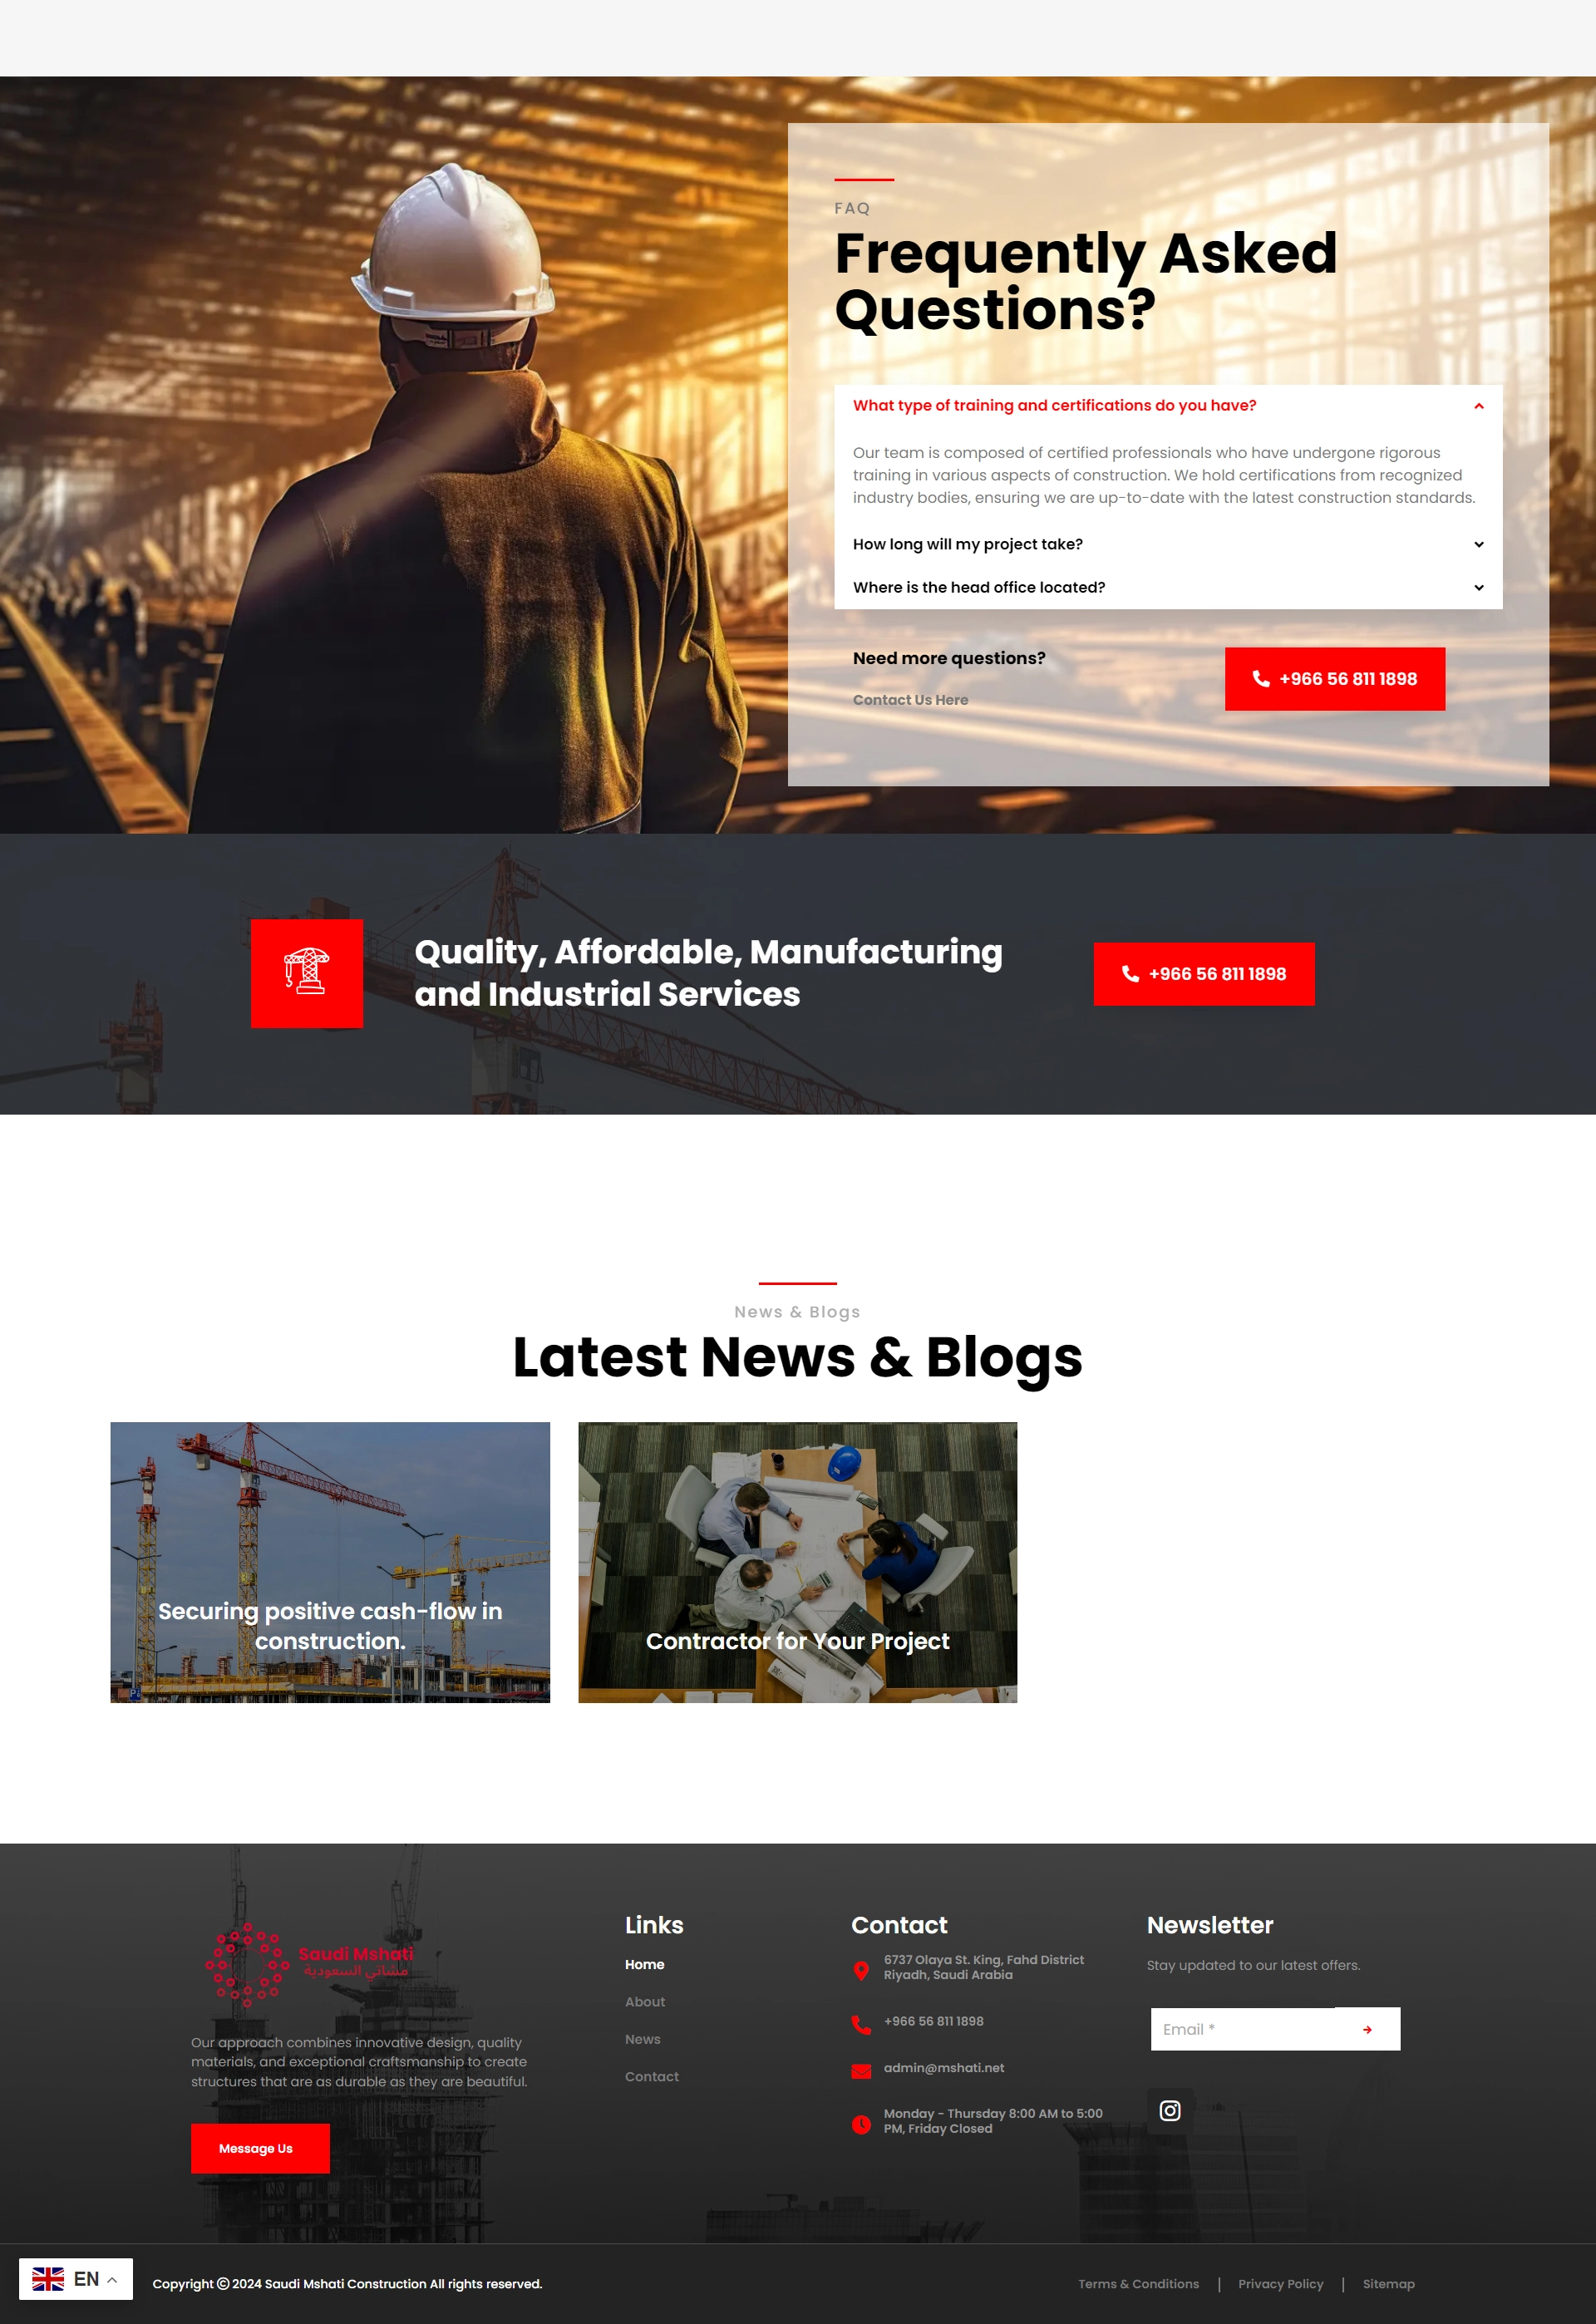 FAQ
Frequently Asked
Questions?
What type of training and certifications do you have?
Our team is composed of certified professionals who have undergone rigorous
training in various aspects of construction. We hold certifications from recognized
industry bodies, ensuring we are up-to-date with the latest construction standards.
How long will my project take?
Where is the head office located?
Need more questions?
Contact Us Here
+966 56 811 1898
Quality, Affordable, Manufacturing
and Industrial Services
+966 56 811 1898
News & Blogs
Latest News & Blogs
Securing positive cash-flow in
construction.
Contractor for Your Project
Saudi Mshati
مشاتي السعودية
Our approach combines innovative design, quality
materials, and exceptional craftsmanship to create
structures that are as durable as they are beautiful.
Message Us
Links
Home
About
News
Contact
Contact
6737 Olaya St. King, Fahd District
Riyadh, Saudi Arabia
+966 56 811 1898
admin@mshati.net
Monday - Thursday 8:00 AM to 5:00
PM, Friday Closed
Newsletter
Stay updated to our latest offers.
Email *
EN
Copyright © 2024 Saudi Mshati Construction All rights reserved.
Terms & Conditions | Privacy Policy | Sitemap